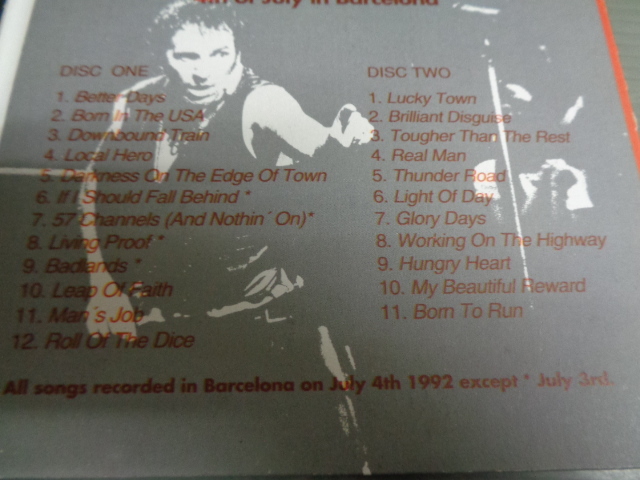 4th Of July In Barcelona
DISC ONE
1. Better Days
2. Born In The USA
3. Downbound Train
4. Local Hero
5. Darkness On The Edge Of Town
6. If I Should Fall Behind *
7. 57 Channels (And Nothin´ On)*
8. Living Proof *
9. Badlands *
10. Leap Of Faith
11. Man´s Job
12. Roll Of The Dice
DISC TWO
1. Lucky Town
2. Brilliant Disguise
3. Tougher Than The Rest
4. Real Man
5. Thunder Road
6. Light Of Day
7. Glory Days
8. Working On The Highway
9. Hungry Heart
10. My Beautiful Reward
11. Born To Run
All songs recorded in Barcelona on July 4th 1992 except * July 3rd.